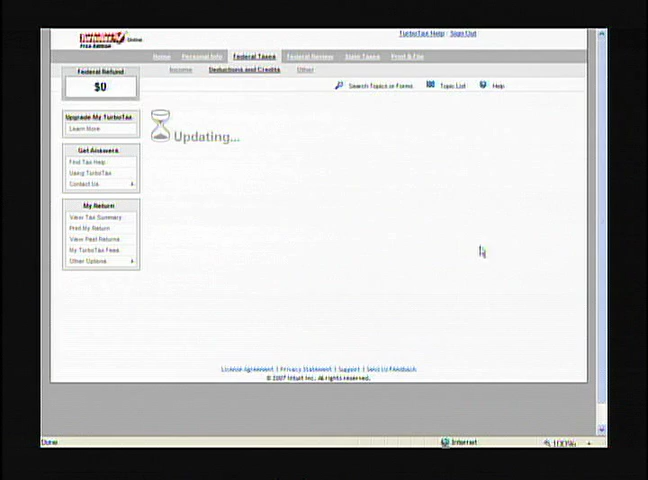 TurboTax Online
Free Edition
TurboTax Help | Sign Out
Home Personal Info Federal Taxes Federal Review State Taxes Print & File
Income Deductions and Credits Other
Federal Refund
$0
Search Topics or Forms Topic List Help
Upgrade My TurboTax
Learn More
Updating...
Get Answers
Find Tax Help
Using TurboTax
Contact Us
My Return
View Tax Summary
Print My Return
View Past Returns
My TurboTax Fees
Other Options
License Agreement | Privacy Statement | Support | Send Us Feedback
© 2007 Intuit Inc. All rights reserved.
Done Internet 100%